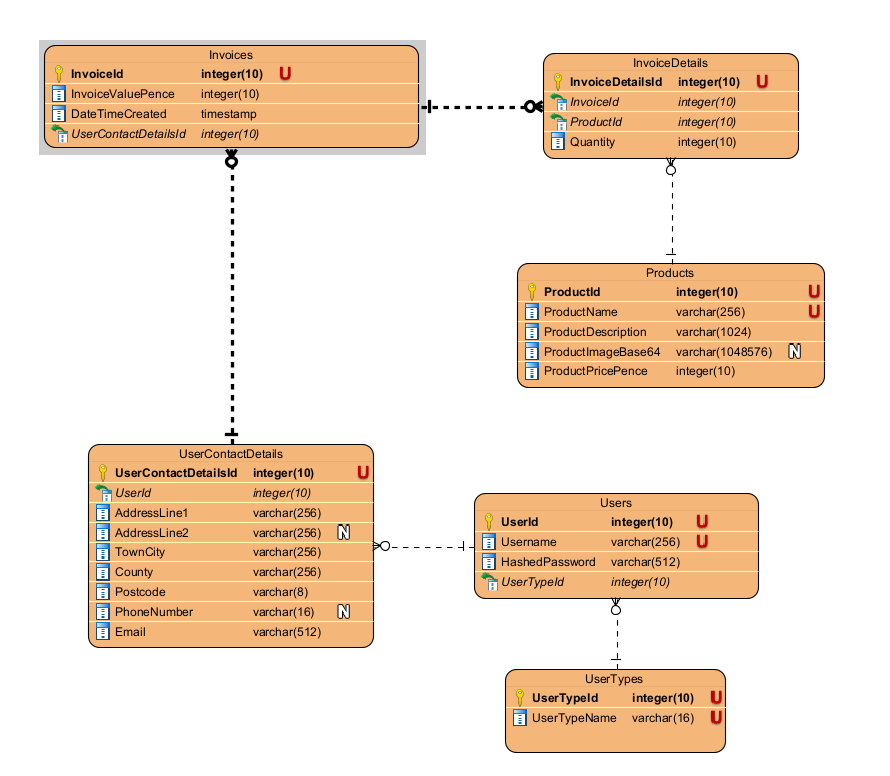 Invoices
InvoiceId integer(10) U
InvoiceValuePence integer(10)
DateTimeCreated timestamp
UserContactDetailsId integer(10)
InvoiceDetails
InvoiceDetailsId integer(10) U
InvoiceId integer(10)
ProductId integer(10)
Quantity integer(10)
Products
ProductId integer(10) U
ProductName varchar(256) U
ProductDescription varchar(1024)
ProductImageBase64 varchar(1048576) N
ProductPricePence integer(10)
UserContactDetails
UserContactDetailsId integer(10) U
UserId integer(10)
AddressLine1 varchar(256)
AddressLine2 varchar(256) N
TownCity varchar(256)
County varchar(256)
Postcode varchar(8)
PhoneNumber varchar(16) N
Email varchar(512)
Users
UserId integer(10) U
Username varchar(256) U
HashedPassword varchar(512)
UserTypeId integer(10)
UserTypes
UserTypeId integer(10) U
UserTypeName varchar(16) U